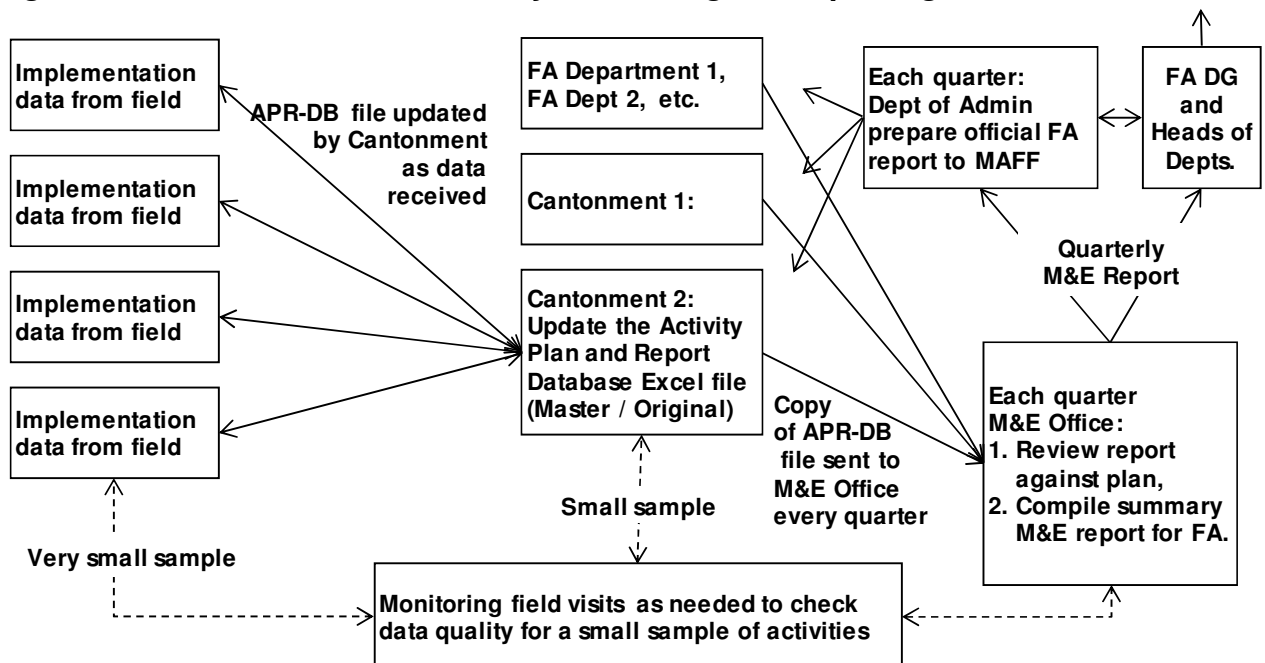 Implementation
data from field
Implementation
data from field
Implementation
data from field
Implementation
data from field
APR-DB file updated
by Cantonment
as data
received
FA Department 1,
FA Dept 2, etc.
Cantonment 1:
Cantonment 2:
Update the Activity
Plan and Report
Database Excel file
(Master / Original)
Each quarter:
Dept of Admin
prepare official FA
report to MAFF
FA DG
and
Heads of
Depts.
Quarterly
M&E Report
Copy
of APR-DB
file sent to
M&E Office
every quarter
Each quarter
M&E Office:
1. Review report
against plan,
2. Compile summary
M&E report for FA.
Small sample
Very small sample
Monitoring field visits as needed to check
data quality for a small sample of activities